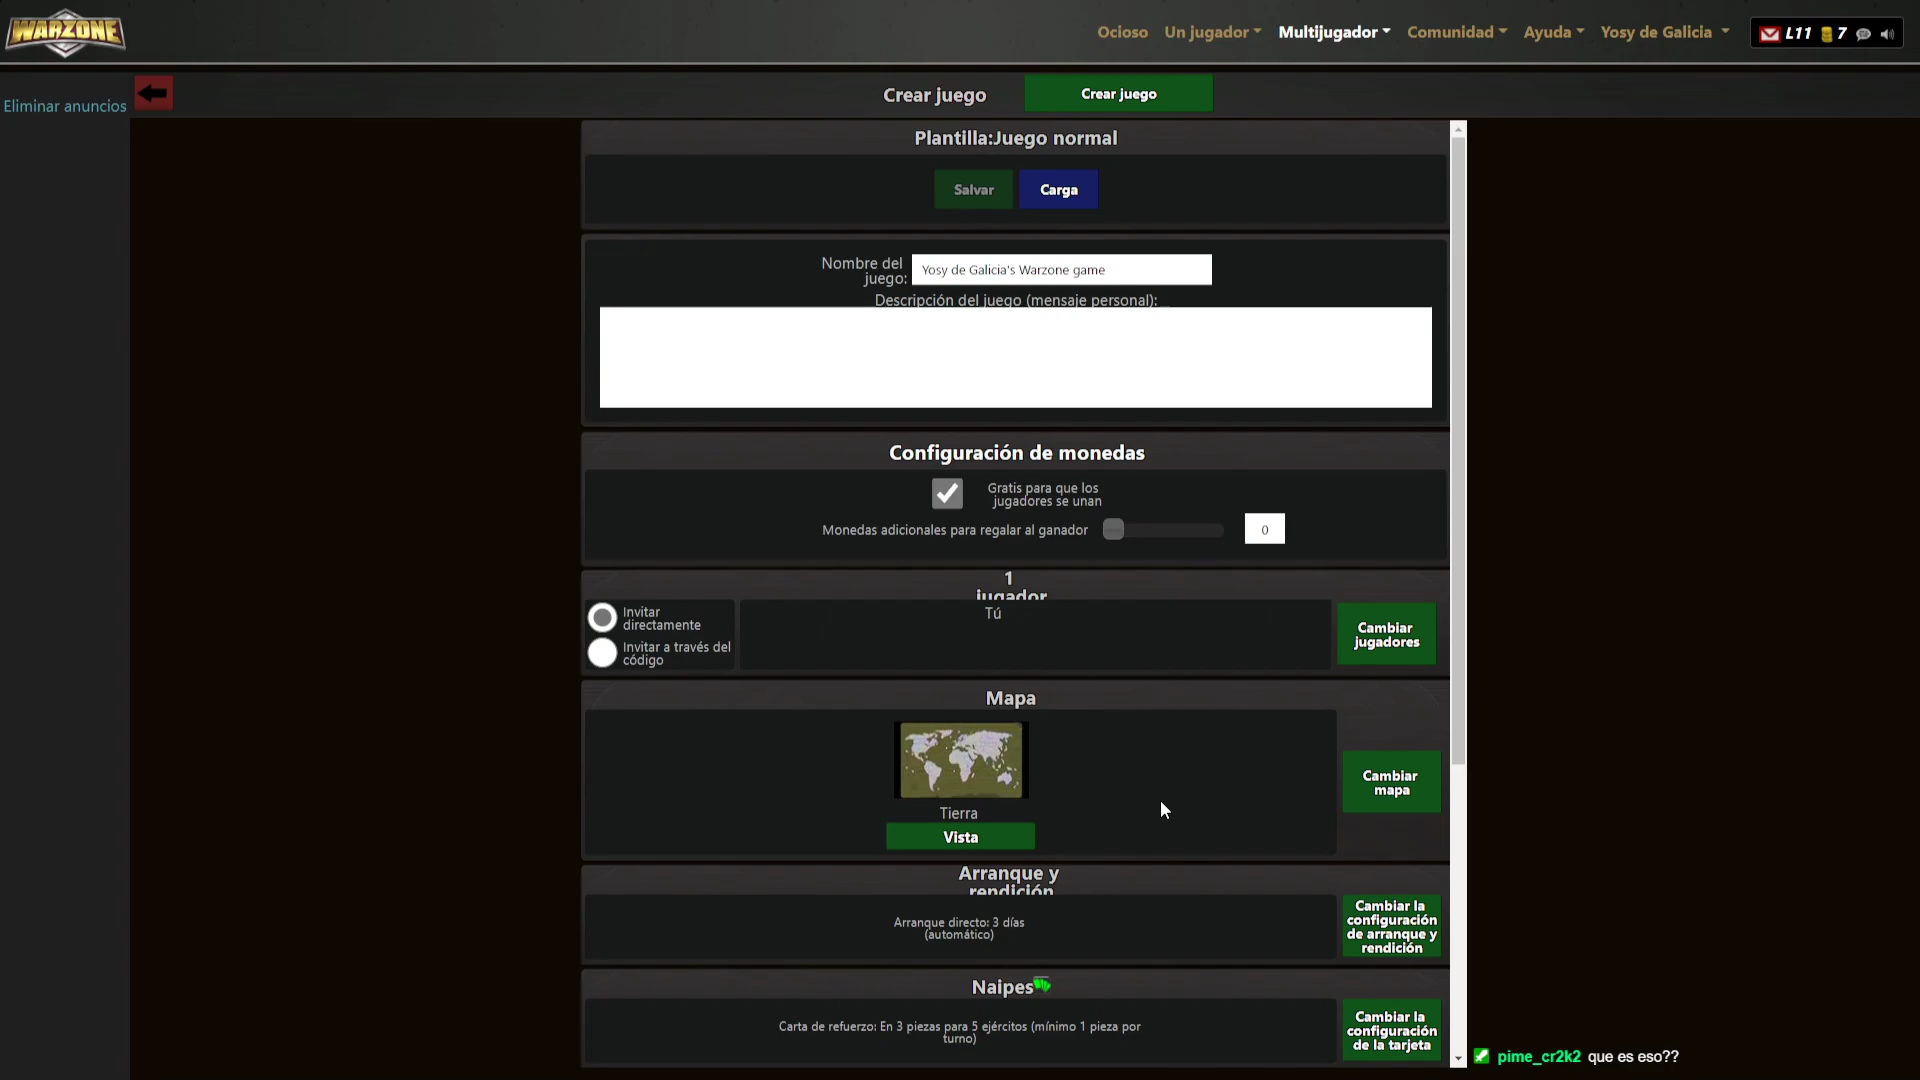 WARZONE
Ocioso Un jugador Multijugador Comunidad Ayuda Yosy de Galicia L11 7
Eliminar anuncios
Crear juego Crear juego
Plantilla:Juego normal
Salvar Carga
Nombre del
juego: Yosy de Galicia's Warzone game
Descripción del juego (mensaje personal):
Configuración de monedas
Gratis para que los
jugadores se unan
Monedas adicionales para regalar al ganador 0
1
jugador
Invitar
directamente
Invitar a través del
código
Tú
Cambiar
jugadores
Mapa
Tierra
Vista
Cambiar
mapa
Arranque y
rendición
Arranque directo: 3 días
(automático)
Cambiar la
configuración
de arranque y
rendición
Naipes
Carta de refuerzo: En 3 piezas para 5 ejércitos (mínimo 1 pieza por
turno)
Cambiar la
configuración
de la tarjeta
pime_cr2k2 que es eso??